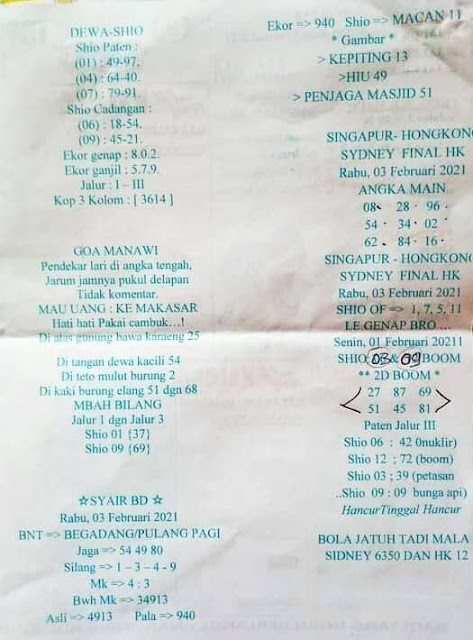 DEWA-SHIO
Shio Paten :
(01) : 49-97.
(04) : 64-40.
(07) : 79-91.
Shio Cadangan :
(06) : 18-54.
(09) : 45-21.
Ekor genap : 8.0.2.
Ekor ganjil : 5.7.9.
Jalur : I – III
Kop 3 Kolom : [ 3614 ]
GOA MANAWI
Pendekar lari di angka tengah,
Jarum jamnya pukul delapan
Tidak komentar.
MAU UANG : KE MAKASAR
Hati hati Pakai cambuk...!
Di atas gunung bawa karaeng 25
Di tangan dewa kacili 54
Di teto mulut burung 2
Di kaki burung elang 51 dgn 68
MBAH BILANG
Jalur 1 dgn Jalur 3
Shio 01 {37}
Shio 09 {69}
☆SYAIR BD ☆
Rabu, 03 Februari 2021
BNT => BEGADANG/PULANG PAGI
Jaga => 54 49 80
Silang => 1 – 3 – 4 - 9
Mk => 4 : 3
Bwh Mk => 34913
Asli => 4913 Pala => 940
Ekor => 940 Shio => MACAN 11
* Gambar *
> KEPITING 13
>HIU 49
> PENJAGA MASJID 51
SINGAPUR- HONGKONG
SYDNEY FINAL HK
Rabu, 03 Februari 2021
ANGKA MAIN
08 28 96
54 34 02
62 84 16
SINGAPUR - HONGKONG
SYDNEY FINAL HK
Rabu, 03 Februari 2021
SHIO OF => 1, 7, 5, 11
LE GENAP BRO ...
Senin, 01 Februari 20211
SHIO 03 & 09 BOOM
** 2D BOOM *
27 87 69
51 45 81
Paten Jalur III
Shio 06 : 42 0nuklir)
Shio 12 ; 72 (boom)
Shio 03 ; 39 (petasan
..Shio 09 : 09 bunga api)
HancurTinggal Hancur
BOLA JATUH TADI MALA
SIDNEY 6350 DAN HK 12